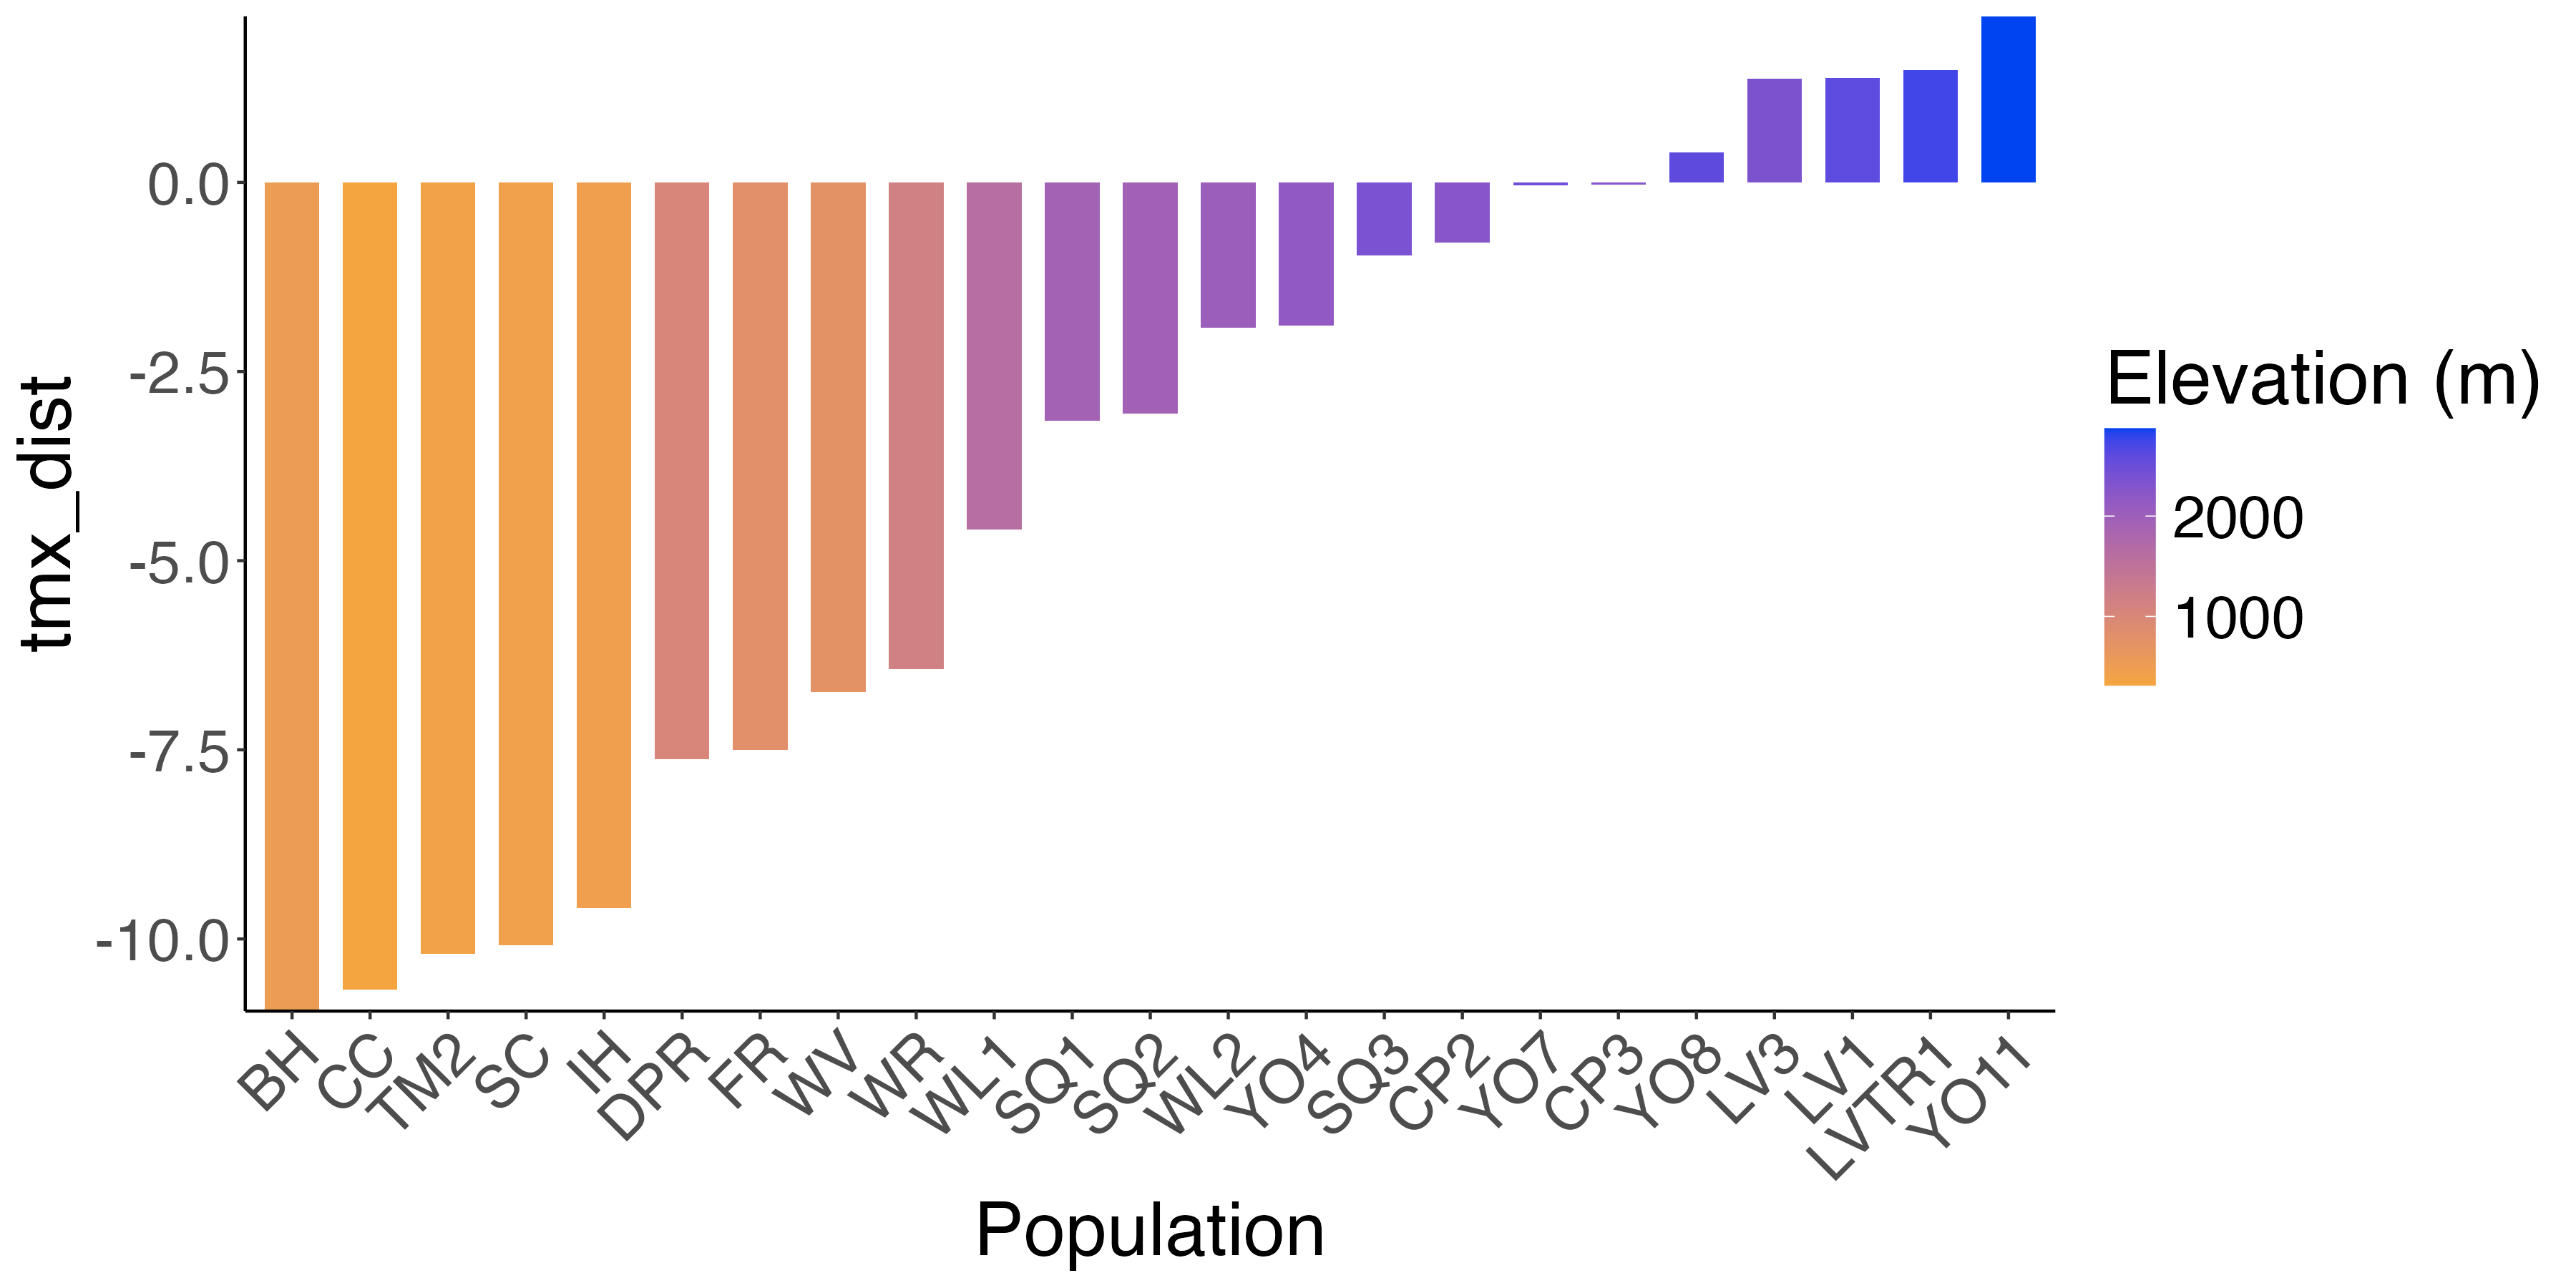 tmx_dist
0.0
-2.5
-5.0
-7.5
-10.0
BH
CC
TM2
SC
IH
DPR
FR
WV
WR
WL1
SQ1
SQ2
WL2
YO4
SQ3
CP2
YO7
CP3
YO8
LV3
LV1
LVTR1
YO11
Population
Elevation (m)
2000
1000